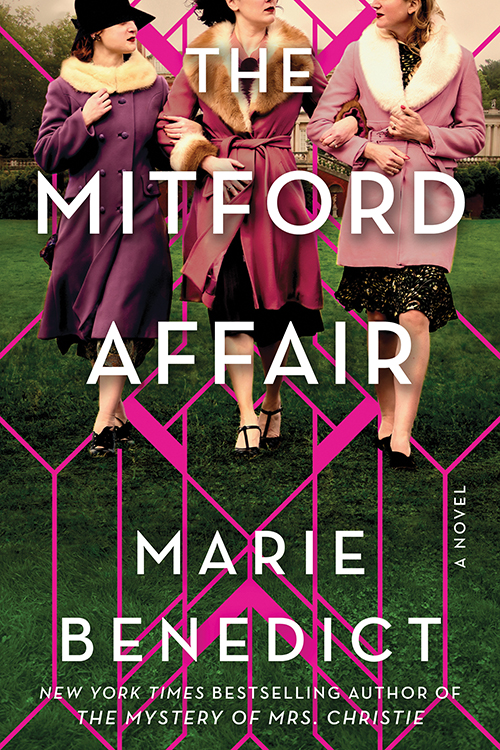 THE
MITFORD
AFFAIR
A NOVEL
MARIE
BENEDICT
NEW YORK TIMES BESTSELLING AUTHOR OF
THE MYSTERY OF MRS. CHRISTIE